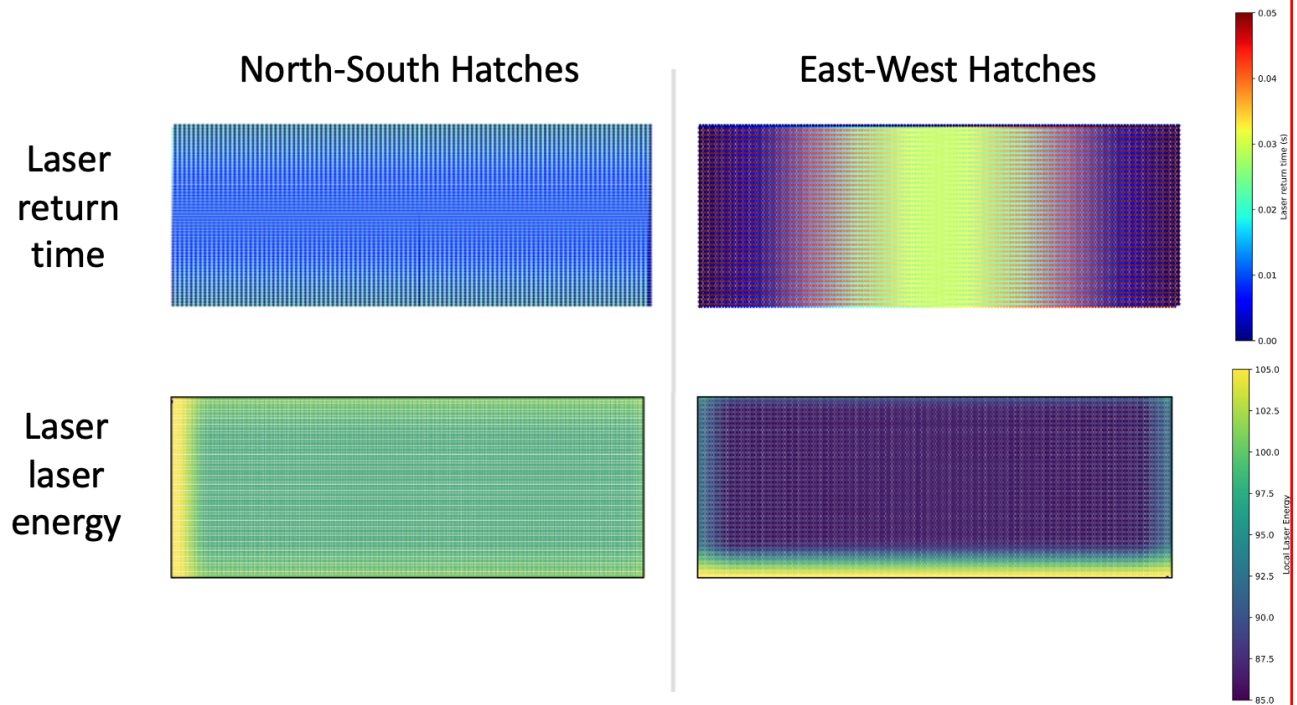 North-South Hatches
East-West Hatches
Laser
return
time
0.05
0.04
0.03
0.02
0.01
0.00
Laser return time (s)
Laser
laser
energy
105.0
102.5
100.0
97.5
95.0
92.5
90.0
87.5
85.0
Local Laser Energy